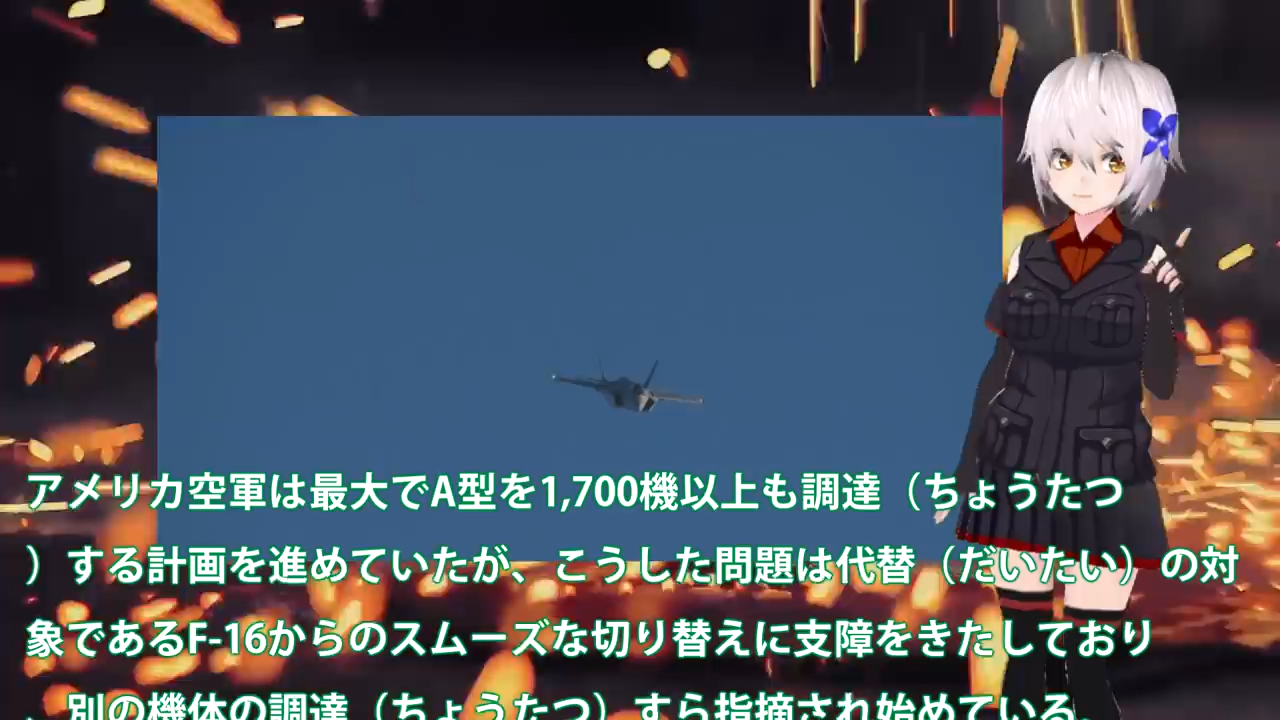 アメリカ空軍は最大でA型を1,700機以上も調達（ちょうたつ
）する計画を進めていたが、こうした問題は代替（だいたい）の対
象であるF-16からのスムーズな切り替えに支障をきたしており
、別の機体の調達（ちょうたつ）すら指摘され始めている。